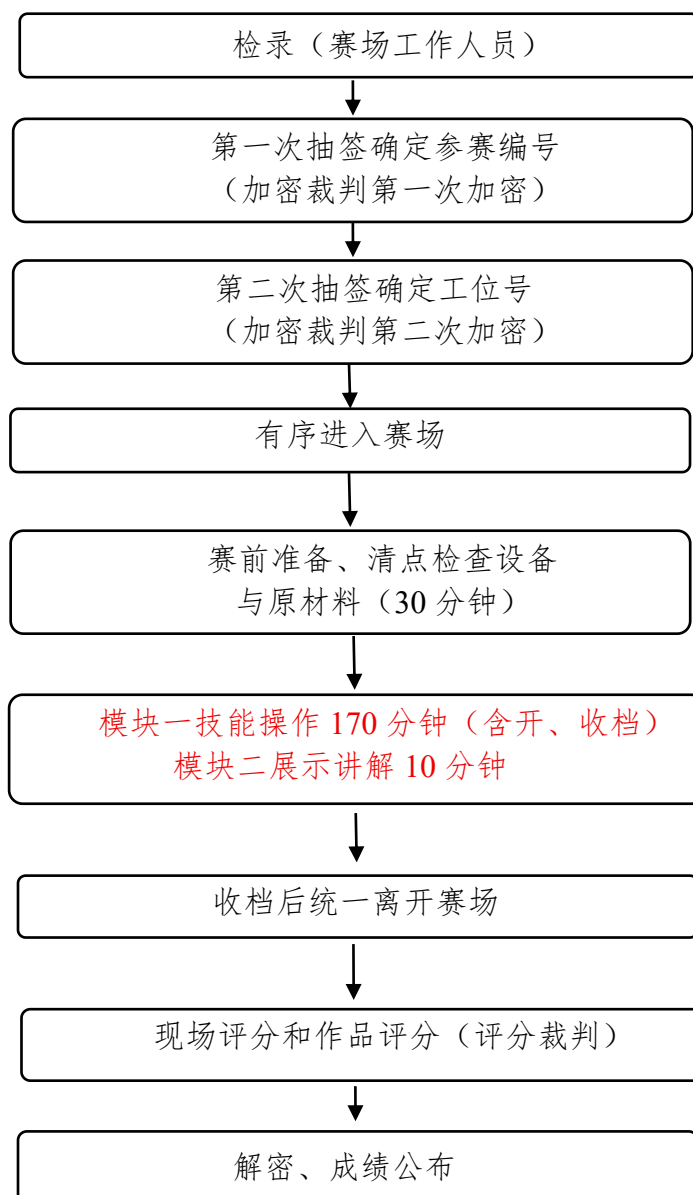 检录（赛场工作人员）
第一次抽签确定参赛编号
（加密裁判第一次加密）
第二次抽签确定工位号
（加密裁判第二次加密）
有序进入赛场
赛前准备、清点检查设备
与原材料（30 分钟）
模块一技能操作 170 分钟（含开、收档）
模块二展示讲解 10 分钟
收档后统一离开赛场
现场评分和作品评分（评分裁判）
解密、成绩公布